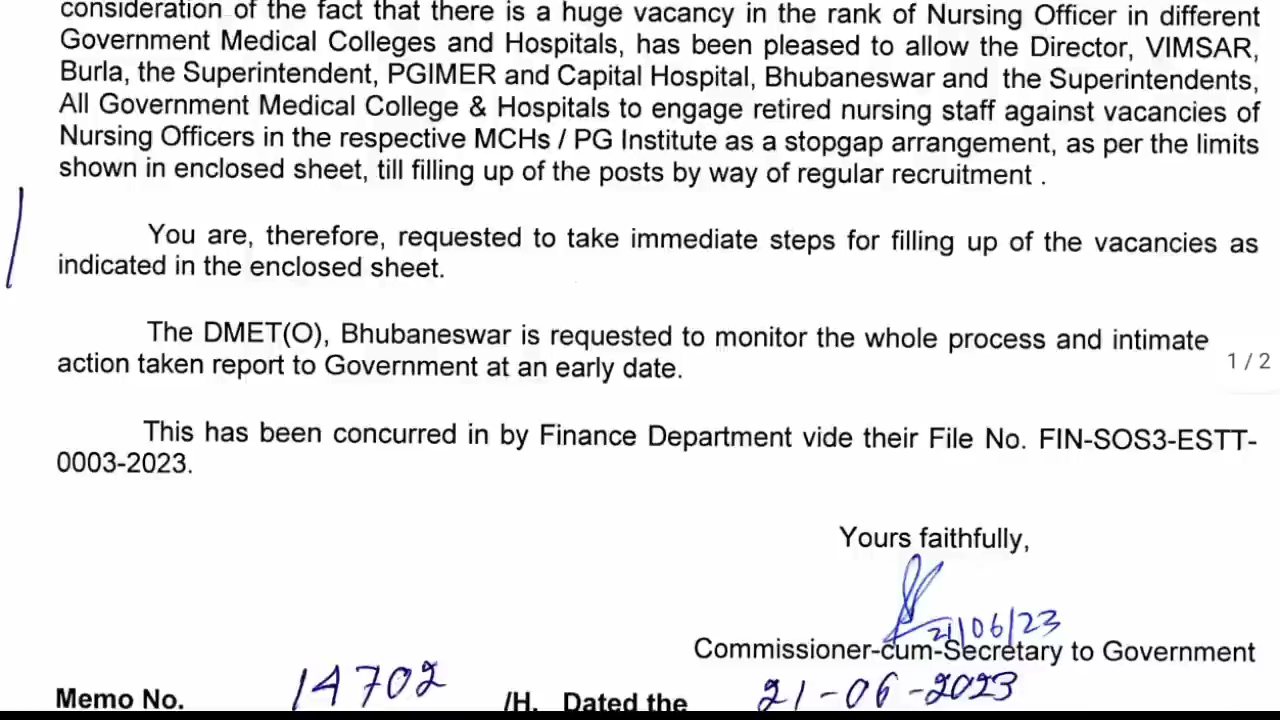 consideration of the fact that there is a huge vacancy in the rank of Nursing Officer in different
Government Medical Colleges and Hospitals, has been pleased to allow the Director, VIMSAR,
Burla, the Superintendent, PGIMER and Capital Hospital, Bhubaneswar and the Superintendents,
All Government Medical College & Hospitals to engage retired nursing staff against vacancies of
Nursing Officers in the respective MCHs / PG Institute as a stopgap arrangement, as per the limits
shown in enclosed sheet, till filling up of the posts by way of regular recruitment .
You are, therefore, requested to take immediate steps for filling up of the vacancies as
indicated in the enclosed sheet.
The DMET(O), Bhubaneswar is requested to monitor the whole process and intimate
action taken report to Government at an early date.
1 / 2
This has been concurred in by Finance Department vide their File No. FIN-SOS3-ESTT-
0003-2023.
Yours faithfully,
21/06/23
Commissioner-cum-Secretary to Government
Memo No. 14702 /H. Dated the 21-06-2023